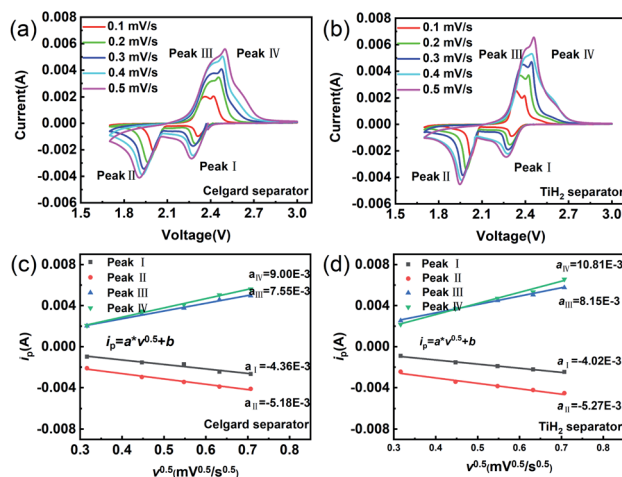 (a)
0.008
0.006
0.004
0.002
0.000
-0.002
-0.004
-0.006
Current(A)
0.1 mV/s
0.2 mV/s
0.3 mV/s
0.4 mV/s
0.5 mV/s
Peak III
Peak IV
Peak II
Peak I
Celgard separator
1.5
1.8
2.1
2.4
2.7
3.0
Voltage(V)
(b)
0.008
0.006
0.004
0.002
0.000
-0.002
-0.004
-0.006
Current(A)
0.1 mV/s
0.2 mV/s
0.3 mV/s
0.4 mV/s
0.5 mV/s
Peak III
Peak IV
Peak II
Peak I
TiH2 separator
1.5
1.8
2.1
2.4
2.7
3.0
Voltage(V)
(c)
0.008
0.004
0.000
-0.004
-0.008
ip(A)
Peak I
Peak II
Peak III
Peak IV
aIV=9.00E-3
aIII=7.55E-3
ip=a*v0.5+b
aI=-4.36E-3
aII=-5.18E-3
Celgard separator
0.3
0.4
0.5
0.6
0.7
0.8
v0.5(mV0.5/s0.5)
(d)
0.008
0.004
0.000
-0.004
-0.008
ip(A)
Peak I
Peak II
Peak III
Peak IV
aIV=10.81E-3
aIII=8.15E-3
ip=a*v0.5+b
aI=-4.02E-3
aII=-5.27E-3
TiH2 separator
0.3
0.4
0.5
0.6
0.7
0.8
v0.5(mV0.5/s0.5)